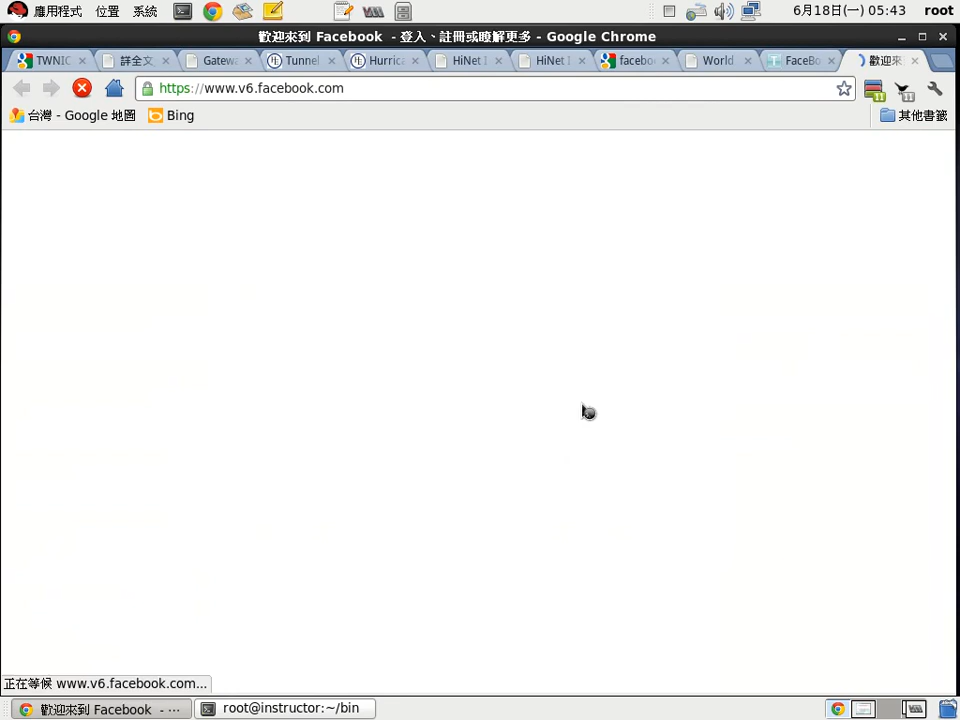 應用程式 位置 系統 6月18日(一) 05:43 root
歡迎來到 Facebook - 登入、註冊或瞭解更多 - Google Chrome
TWNIC 詳全文 Gatew Tunnel Hurrica HiNet I HiNet I facebo World FaceBo 歡迎來
https://www.v6.facebook.com 11 11
台灣 - Google 地圖 Bing 其他書籤
正在等候 www.v6.facebook.com...
歡迎來到 Facebook - ... root@instructor:~/bin